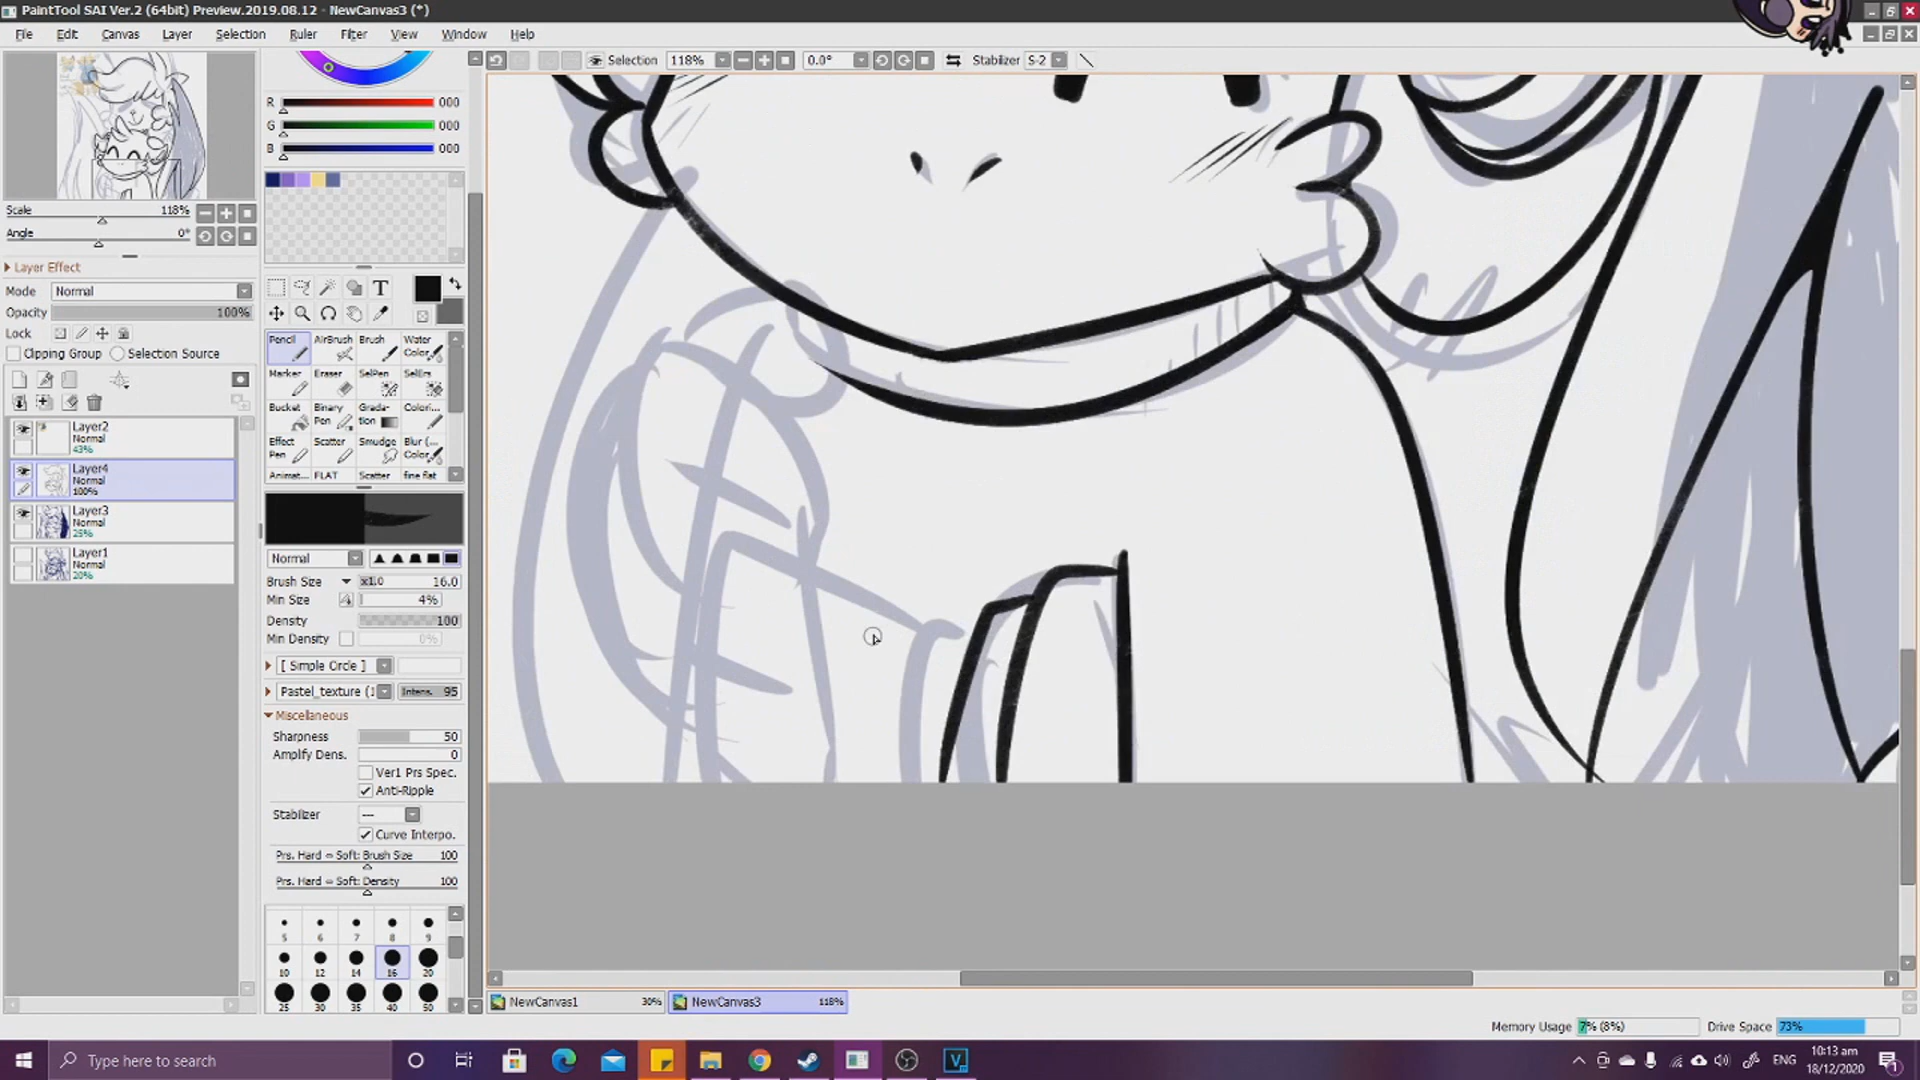 PaintTool SAI Ver.2 (64bit) Preview.2019.08.12 - NewCanvas3 (*)
File Edit Canvas Layer Selection Ruler Filter View Window Help
Selection 118% 0.0° Stabilizer S-2
R 000
G 000
B 000
Scale 118%
Angle 0°
Layer Effect
Mode Normal
Opacity 100%
Lock
Clipping Group Selection Source
T
Pencil AirBrush Brush Water Color...
Marker Eraser SelPen SelErs
Bucket Binary Pen Grada-tion Colori...
Effect Pen Scatter Smudge Blur (... Color...
Animat... FLAT Scatter fine flat
Layer2
Normal
43%
Layer4
Normal
100%
Layer3
Normal
25%
Layer1
Normal
20%
Normal
Brush Size x1.0 16.0
Min Size 4%
Density 100
Min Density 0%
[ Simple Circle ]
Pastel_texture (1 Intens. 95
Miscellaneous
Sharpness 50
Amplify Dens. 0
Ver1 Prs Spec.
Anti-Ripple
Stabilizer ---
Curve Interpo.
Prs. Hard ⇔ Soft: Brush Size 100
Prs. Hard ⇔ Soft: Density 100
5 6 7 8 9
10 12 14 16 20
25 30 35 40 50
NewCanvas1 30% NewCanvas3 118%
Memory Usage 7% (8%) Drive Space 73%
Type here to search
V
ENG
10:13 am
18/12/2020
1